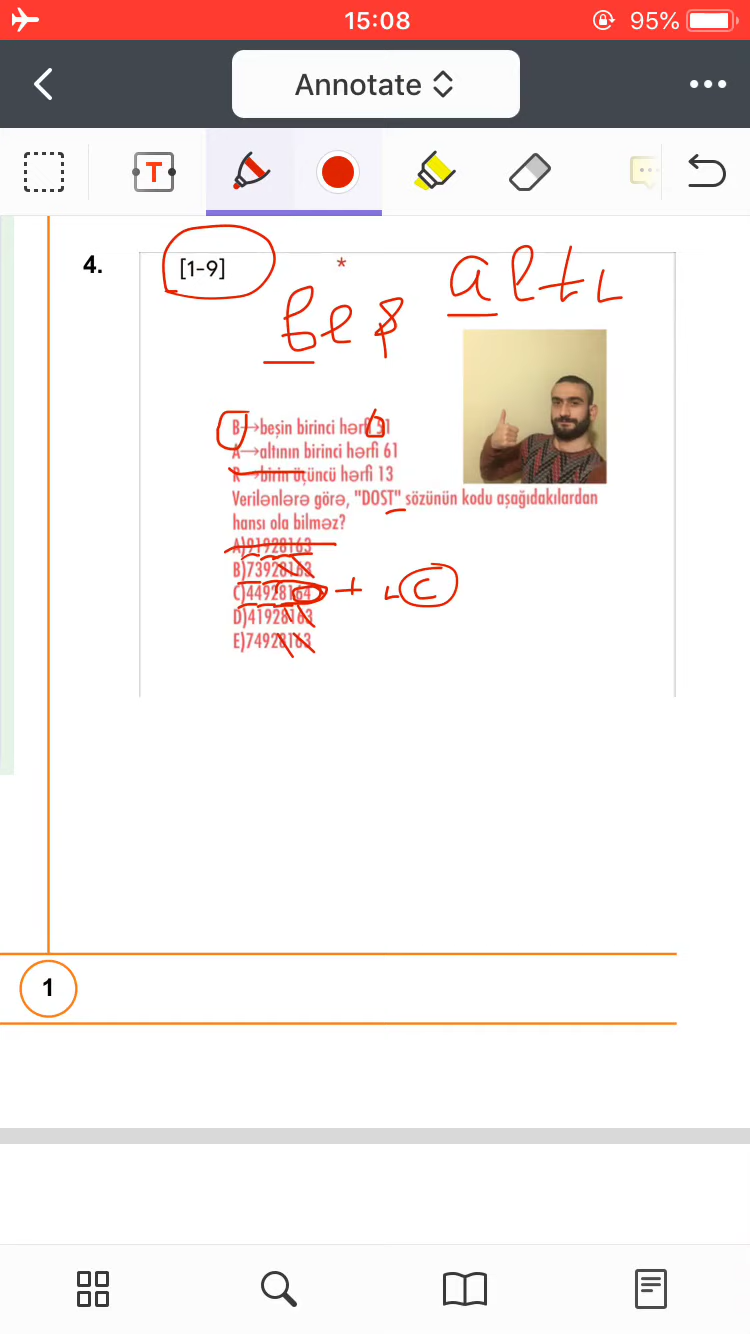 15:08
95%
Annotate
T
4.
[1-9]
*
beş
altı
B→beşin birinci hərfi 51
A→altının birinci hərfi 61
R→birin üçüncü hərfi 13
Verilənlərə görə, "DOST" sözünün kodu aşağıdakılardan
hansı ola bilməz?
A)91928163
B)73928163
C)44928164
+
C
D)41928163
E)74928163
1